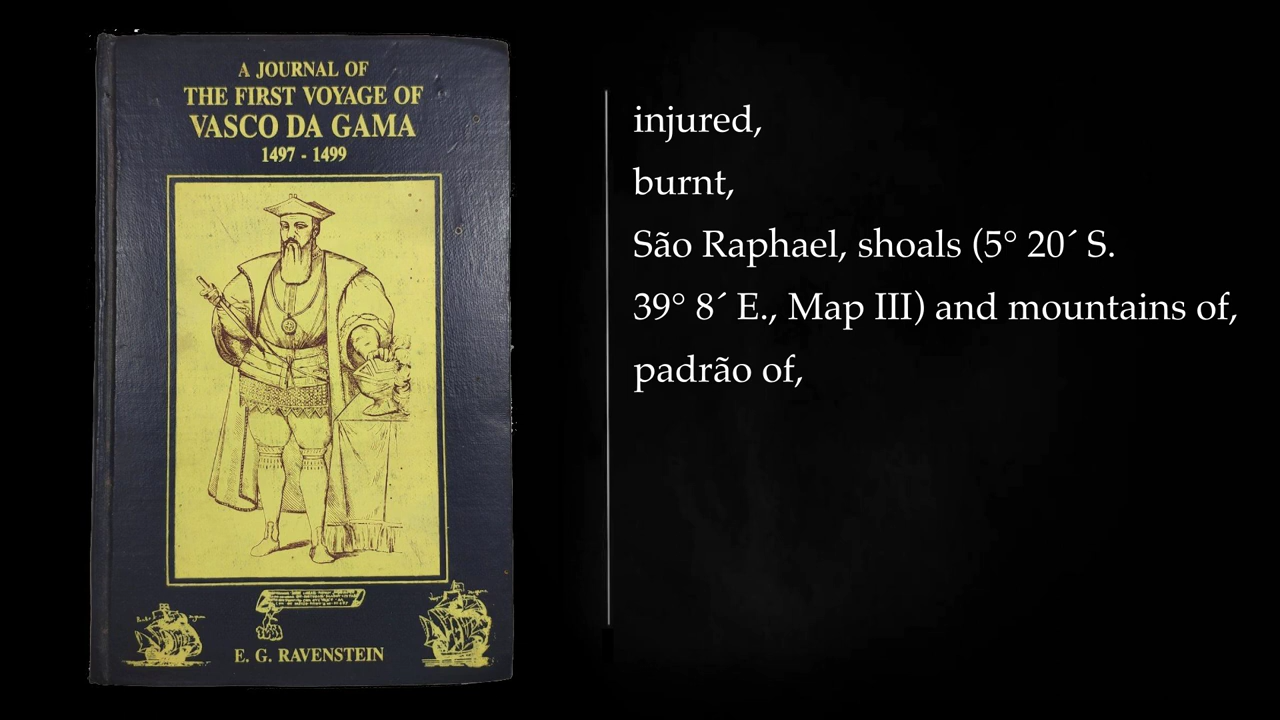 A JOURNAL OF
THE FIRST VOYAGE OF
VASCO DA GAMA
1497 - 1499
E. G. RAVENSTEIN
injured,
burnt,
São Raphael, shoals (5° 20´ S.
39° 8´ E., Map III) and mountains of,
padrão of,